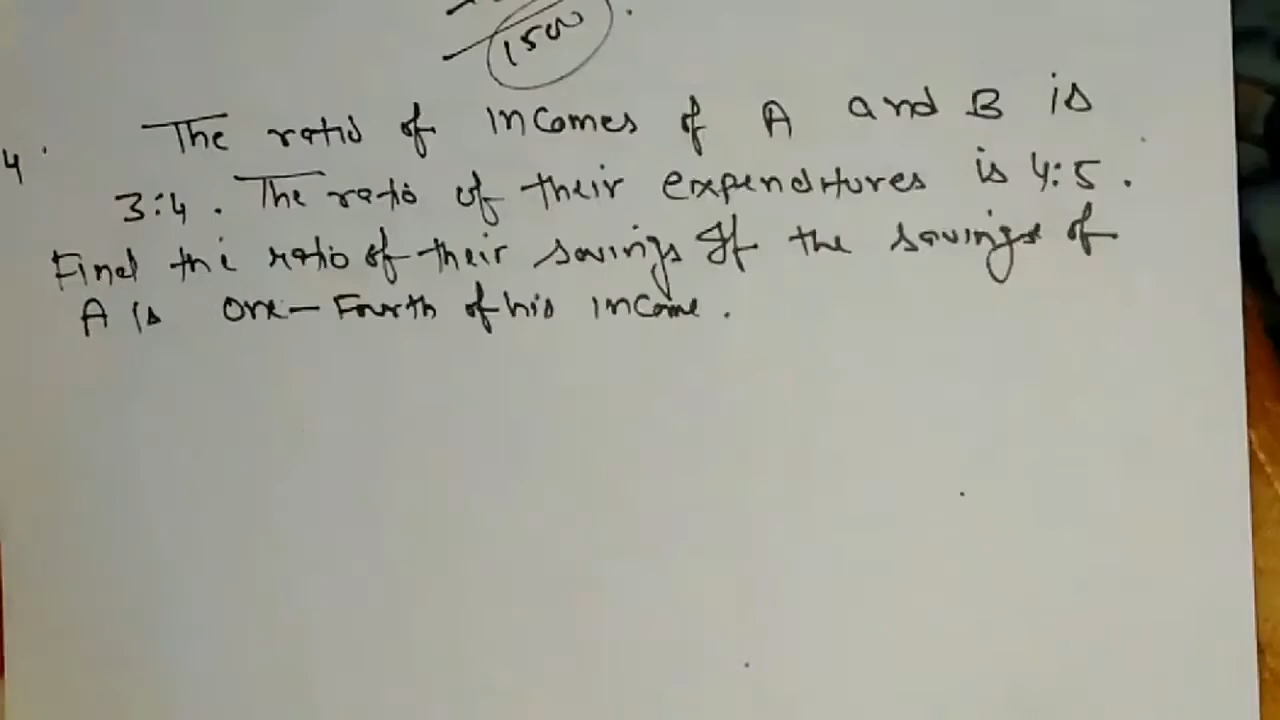 1500
4. The ratio of incomes of A and B is
3:4. The ratio of their expenditures is 4:5.
Find the ratio of their savings If the savings of
A is one-Fourth of his income.